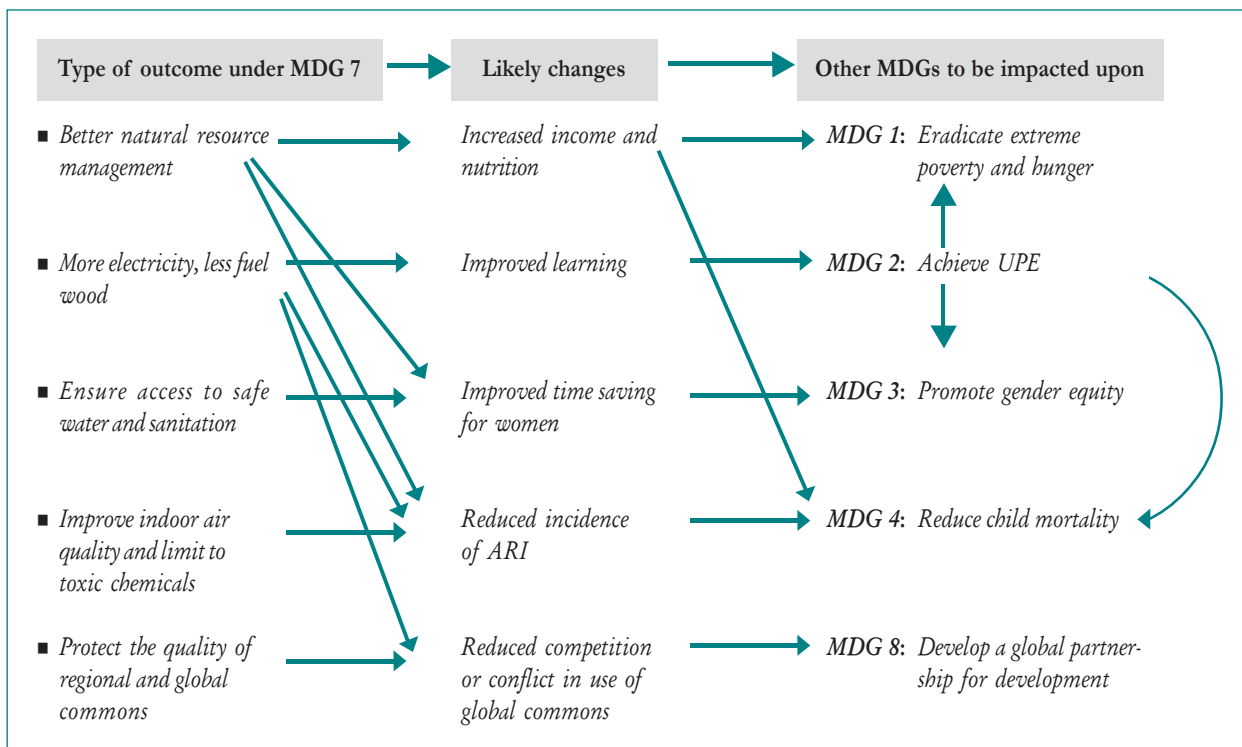 Type of outcome under MDG 7
Likely changes
Other MDGs to be impacted upon
■ Better natural resource
management
Increased income and
nutrition
MDG 1: Eradicate extreme
poverty and hunger
■ More electricity, less fuel
wood
Improved learning
MDG 2: Achieve UPE
■ Ensure access to safe
water and sanitation
Improved time saving
for women
MDG 3: Promote gender equity
■ Improve indoor air
quality and limit to
toxic chemicals
Reduced incidence
of ARI
MDG 4: Reduce child mortality
■ Protect the quality of
regional and global
commons
Reduced competition
or conflict in use of
global commons
MDG 8: Develop a global partner-
ship for development